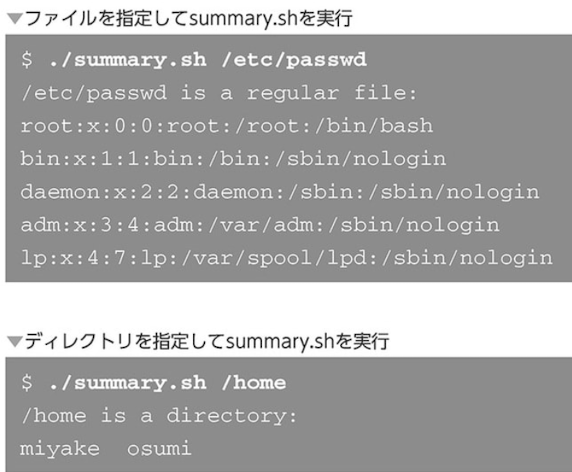 ▼ファイルを指定してsummary.shを実行
$ ./summary.sh /etc/passwd
/etc/passwd is a regular file:
root:x:0:0:root:/root:/bin/bash
bin:x:1:1:bin:/bin:/sbin/nologin
daemon:x:2:2:daemon:/sbin:/sbin/nologin
adm:x:3:4:adm:/var/adm:/sbin/nologin
lp:x:4:7:lp:/var/spool/lpd:/sbin/nologin
▼ディレクトリを指定してsummary.shを実行
$ ./summary.sh /home
/home is a directory:
miyake  osumi